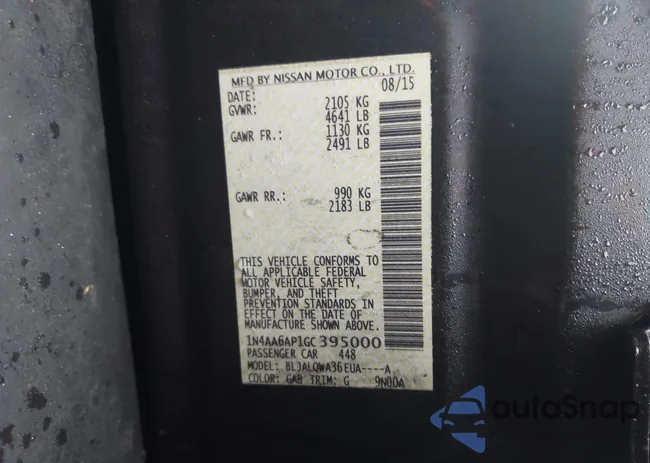 MFD BY NISSAN MOTOR CO., LTD.
DATE: 08/15
GVWR: 2105 KG
4641 LB
GAWR FR.: 1130 KG
2491 LB
GAWR RR.: 990 KG
2183 LB
THIS VEHICLE CONFORMS TO
ALL APPLICABLE FEDERAL
MOTOR VEHICLE SAFETY,
BUMPER, AND THEFT
PREVENTION STANDARDS IN
EFFECT ON THE DATE OF
MANUFACTURE SHOWN ABOVE.
1N4AA6AP1GC395000
PASSENGER CAR 448
MODEL: BLJALQWA36EUA----A
COLOR: GAB TRIM: G 9N00A
autoSnap